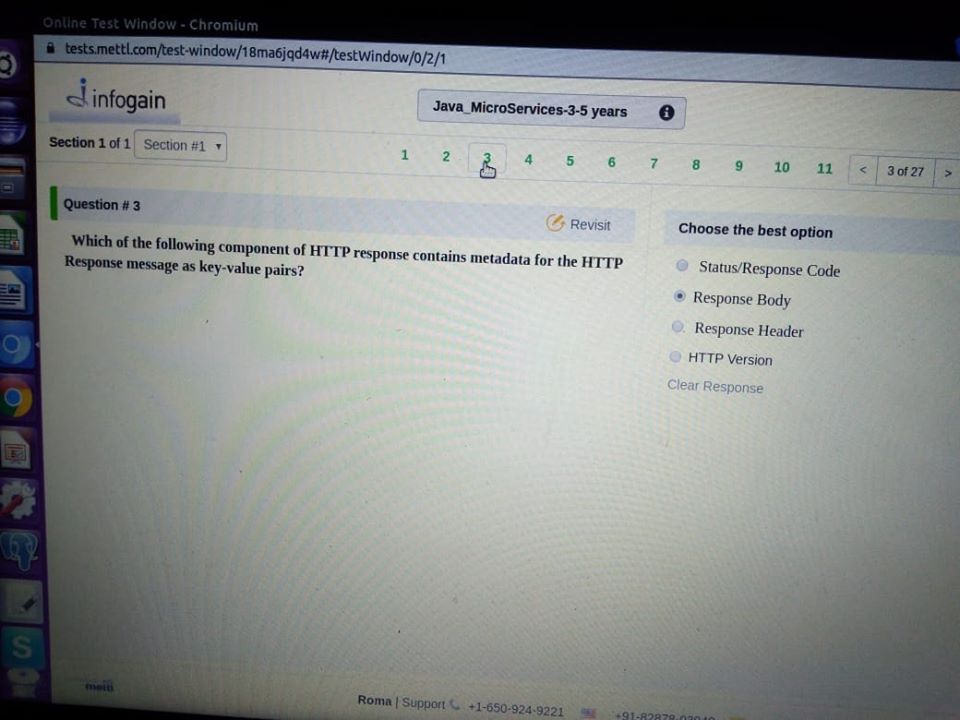 Online Test Window - Chromium
tests.mettl.com/test-window/18ma6jqd4w#/testWindow/0/2/1
infogain
Java_MicroServices-3-5 years
Section 1 of 1 Section #1
1 2 3 4 5 6 7 8 9 10 11 < 3 of 27 >
Question # 3
Revisit
Which of the following component of HTTP response contains metadata for the HTTP
Response message as key-value pairs?
Choose the best option
Status/Response Code
Response Body
Response Header
HTTP Version
Clear Response
S
mettl
Roma | Support +1-650-924-9221